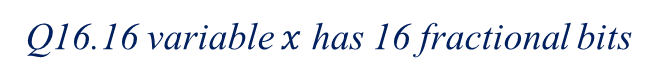 Q16.16 variable x has 16 fractional bits